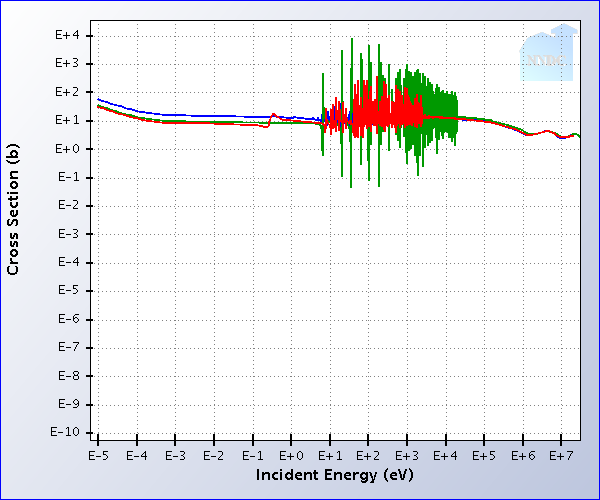 E+4
E+3
E+2
E+1
E+0
E-1
E-2
E-3
E-4
E-5
E-6
E-7
E-8
E-9
E-10
Cross Section (b)
E-5 E-4 E-3 E-2 E-1 E+0 E+1 E+2 E+3 E+4 E+5 E+6 E+7
Incident Energy (eV)